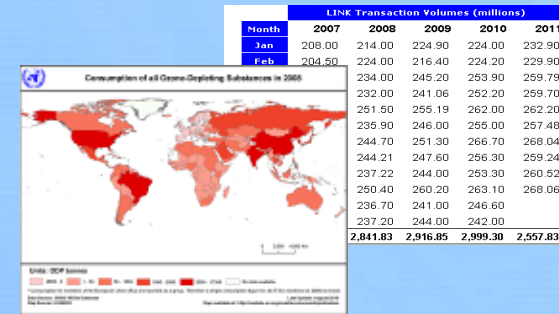 LINK Transaction Volumes (millions)
Month 2007 2008 2009 2010 2011
Jan 208.00 214.00 224.90 224.00 232.90
Feb 204.50 224.00 216.40 224.20 229.90
234.00 245.20 253.90 259.79
232.00 241.06 252.20 259.70
251.50 255.19 262.00 262.20
235.90 246.00 255.00 257.48
244.70 251.30 266.70 268.04
244.21 247.60 256.30 259.24
237.22 244.00 253.30 260.52
250.40 260.20 263.10 268.06
236.70 241.00 246.60
237.20 244.00 242.00
2,841.83 2,916.85 2,999.30 2,557.83
Consumption of all Ozone-Depleting Substances in 2008
Units: ODP tonnes